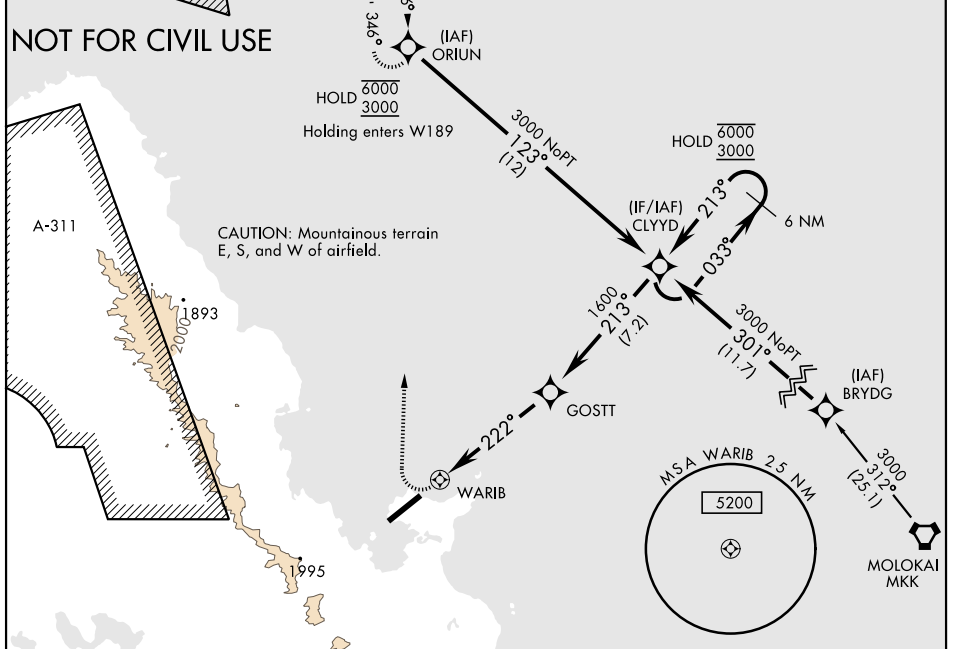 NOT FOR CIVIL USE
346°
(IAF)
ORIUN
HOLD 6000
3000
Holding enters W189
3000 NoPT
123°
(12)
HOLD 6000
3000
213°
6 NM
033°
(IF/IAF)
CLYYD
A-311
CAUTION: Mountainous terrain
E, S, and W of airfield.
1893
2000
1600
213°
(7.2)
3000 NoPT
301°
(11.7)
(IAF)
BRYDG
GOSTT
222°
WARIB
MSA WARIB 25 NM
5200
3000
312°
(25.1)
MOLOKAI
MKK
1995